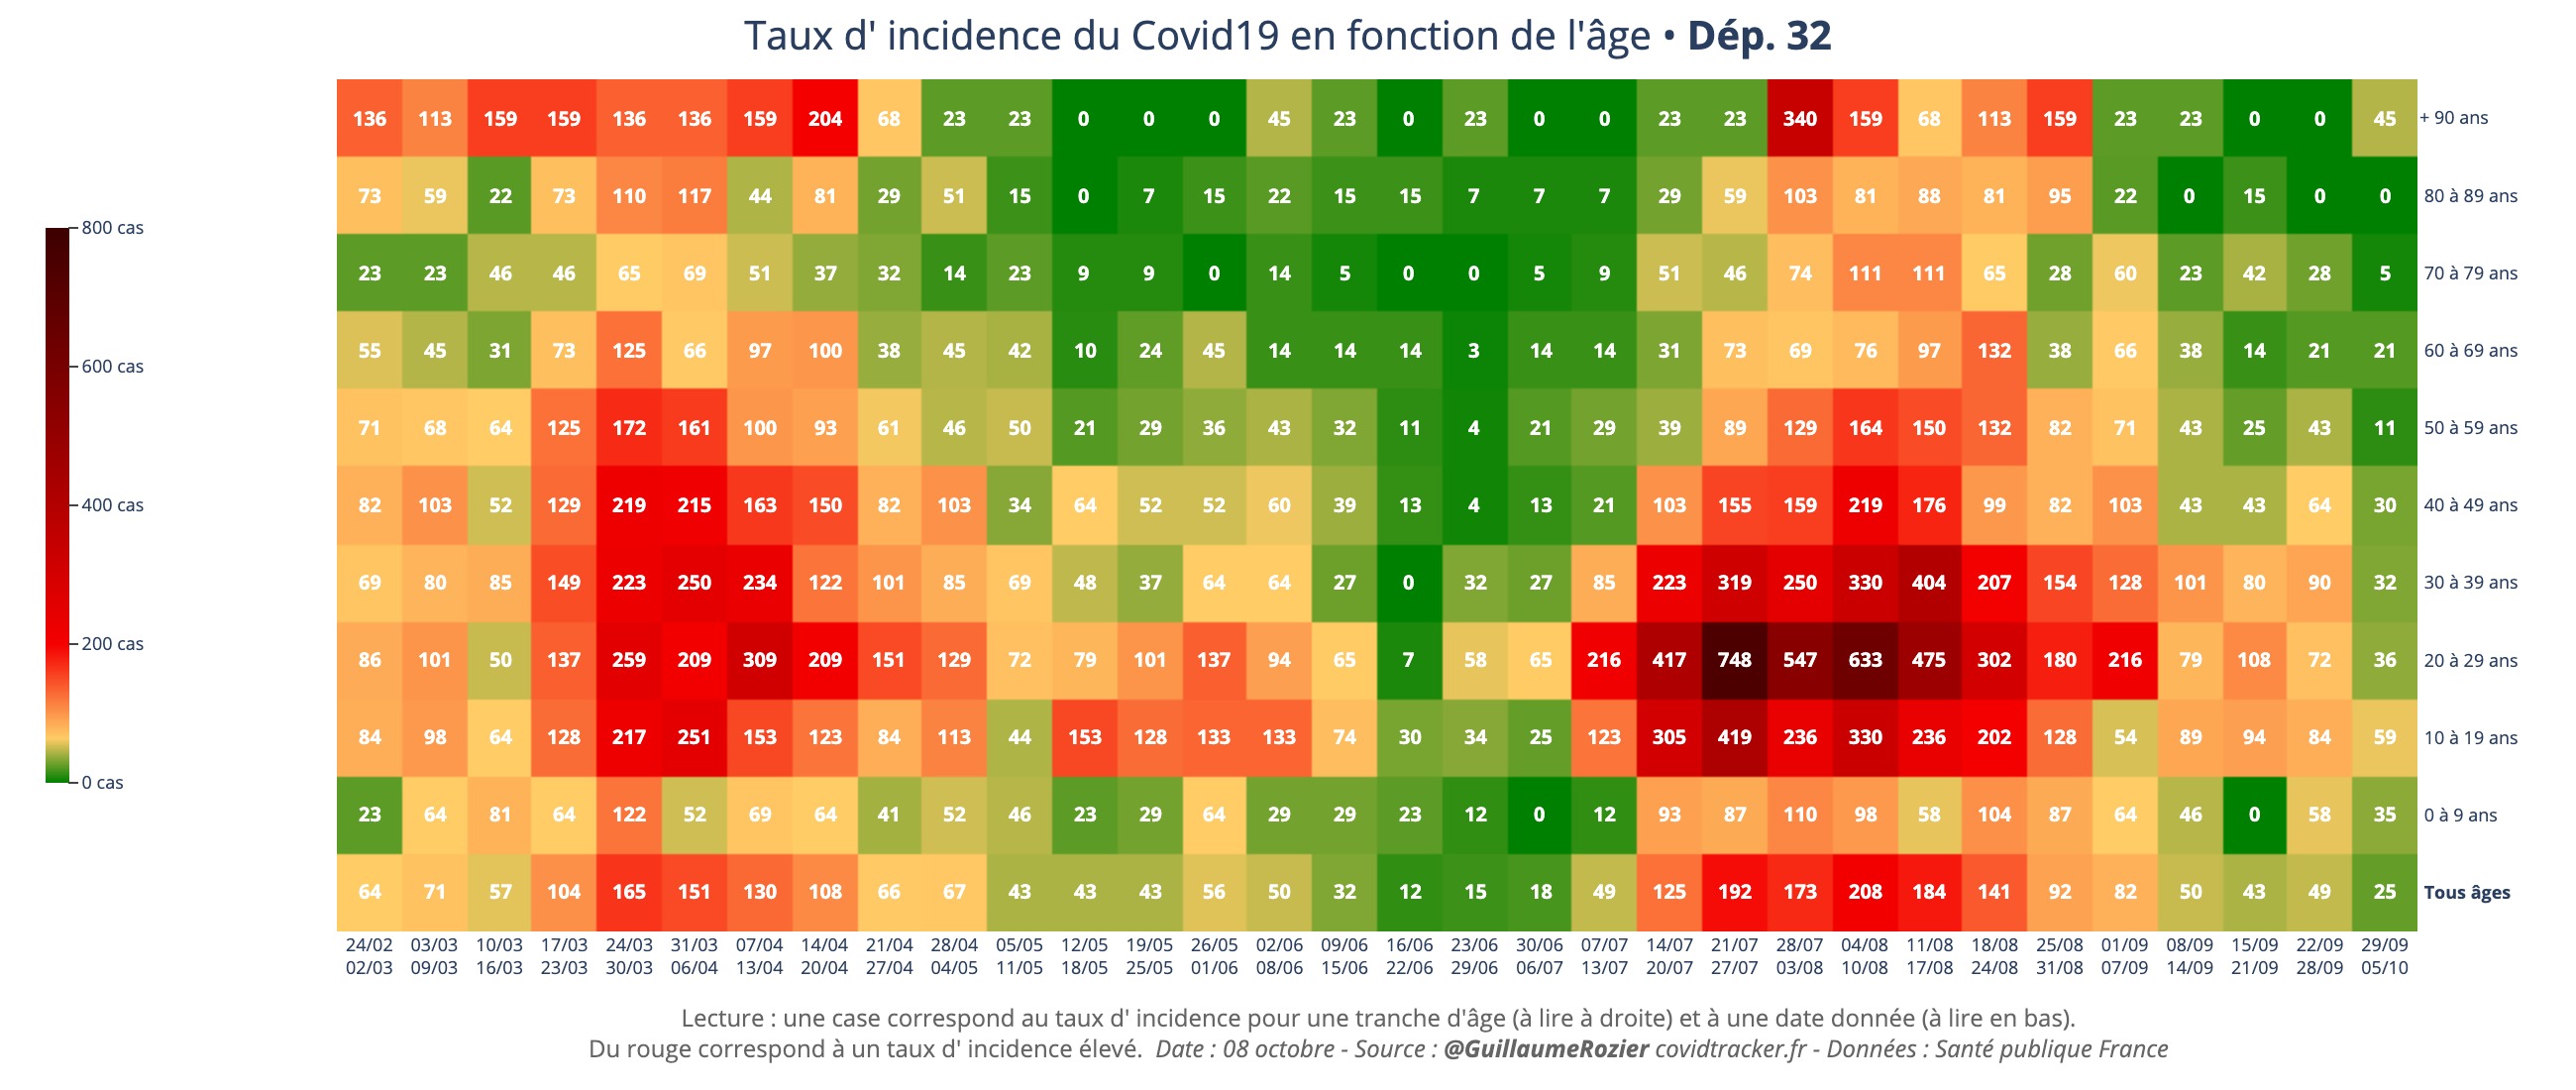 Taux d' incidence du Covid19 en fonction de l'âge • Dép. 32
136 113 159 159 136 136 159 204 68 23 23 0 0 0 45 23 0 23 0 0 23 23 340 159 68 113 159 23 23 0 0 45 + 90 ans
73 59 22 73 110 117 44 81 29 51 15 0 7 15 22 15 15 7 7 7 29 59 103 81 88 81 95 22 0 15 0 0 80 à 89 ans
800 cas
23 23 46 46 65 69 51 37 32 14 23 9 9 0 14 5 0 0 5 9 51 46 74 111 111 65 28 60 23 42 28 5 70 à 79 ans
55 45 31 73 125 66 97 100 38 45 42 10 24 45 14 14 14 3 14 14 31 73 69 76 97 132 38 66 38 14 21 21 60 à 69 ans
600 cas
71 68 64 125 172 161 100 93 61 46 50 21 29 36 43 32 11 4 21 29 39 89 129 164 150 132 82 71 43 25 43 11 50 à 59 ans
400 cas
82 103 52 129 219 215 163 150 82 103 34 64 52 52 60 39 13 4 13 21 103 155 159 219 176 99 82 103 43 43 64 30 40 à 49 ans
69 80 85 149 223 250 234 122 101 85 69 48 37 64 64 27 0 32 27 85 223 319 250 330 404 207 154 128 101 80 90 32 30 à 39 ans
200 cas
86 101 50 137 259 209 309 209 151 129 72 79 101 137 94 65 7 58 65 216 417 748 547 633 475 302 180 216 79 108 72 36 20 à 29 ans
84 98 64 128 217 251 153 123 84 113 44 153 128 133 133 74 30 34 25 123 305 419 236 330 236 202 128 54 89 94 84 59 10 à 19 ans
0 cas
23 64 81 64 122 52 69 64 41 52 46 23 29 64 29 29 23 12 0 12 93 87 110 98 58 104 87 64 46 0 58 35 0 à 9 ans
64 71 57 104 165 151 130 108 66 67 43 43 43 56 50 32 12 15 18 49 125 192 173 208 184 141 92 82 50 43 49 25 Tous âges
24/02 03/03 10/03 17/03 24/03 31/03 07/04 14/04 21/04 28/04 05/05 12/05 19/05 26/05 02/06 09/06 16/06 23/06 30/06 07/07 14/07 21/07 28/07 04/08 11/08 18/08 25/08 01/09 08/09 15/09 22/09 29/09
02/03 09/03 16/03 23/03 30/03 06/04 13/04 20/04 27/04 04/05 11/05 18/05 25/05 01/06 08/06 15/06 22/06 29/06 06/07 13/07 20/07 27/07 03/08 10/08 17/08 24/08 31/08 07/09 14/09 21/09 28/09 05/10
Lecture : une case correspond au taux d' incidence pour une tranche d'âge (à lire à droite) et à une date donnée (à lire en bas).
Du rouge correspond à un taux d' incidence élevé. Date : 08 octobre - Source : @GuillaumeRozier covidtracker.fr - Données : Santé publique France